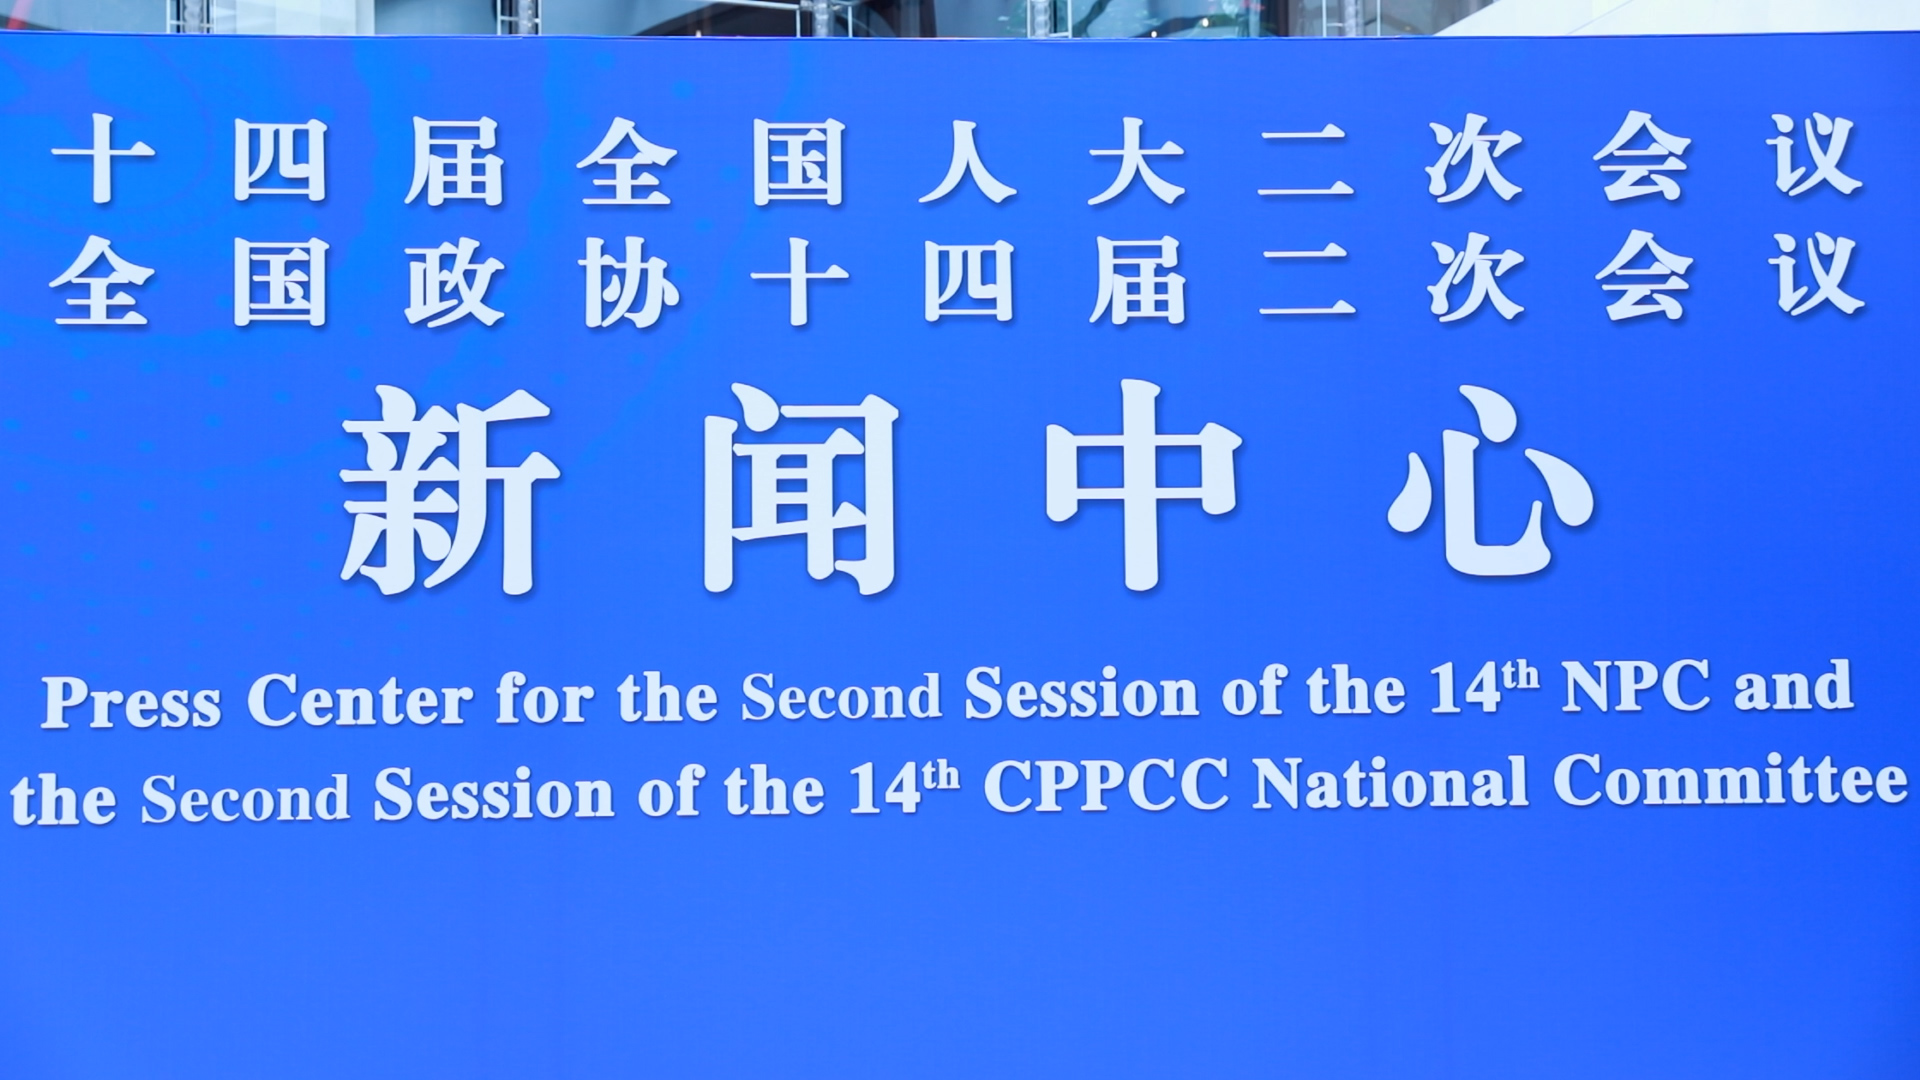 十四届全国人大二次会议
全国政协十四届二次会议
新闻中心
Press Center for the Second Session of the 14th NPC and
the Second Session of the 14th CPPCC National Committee